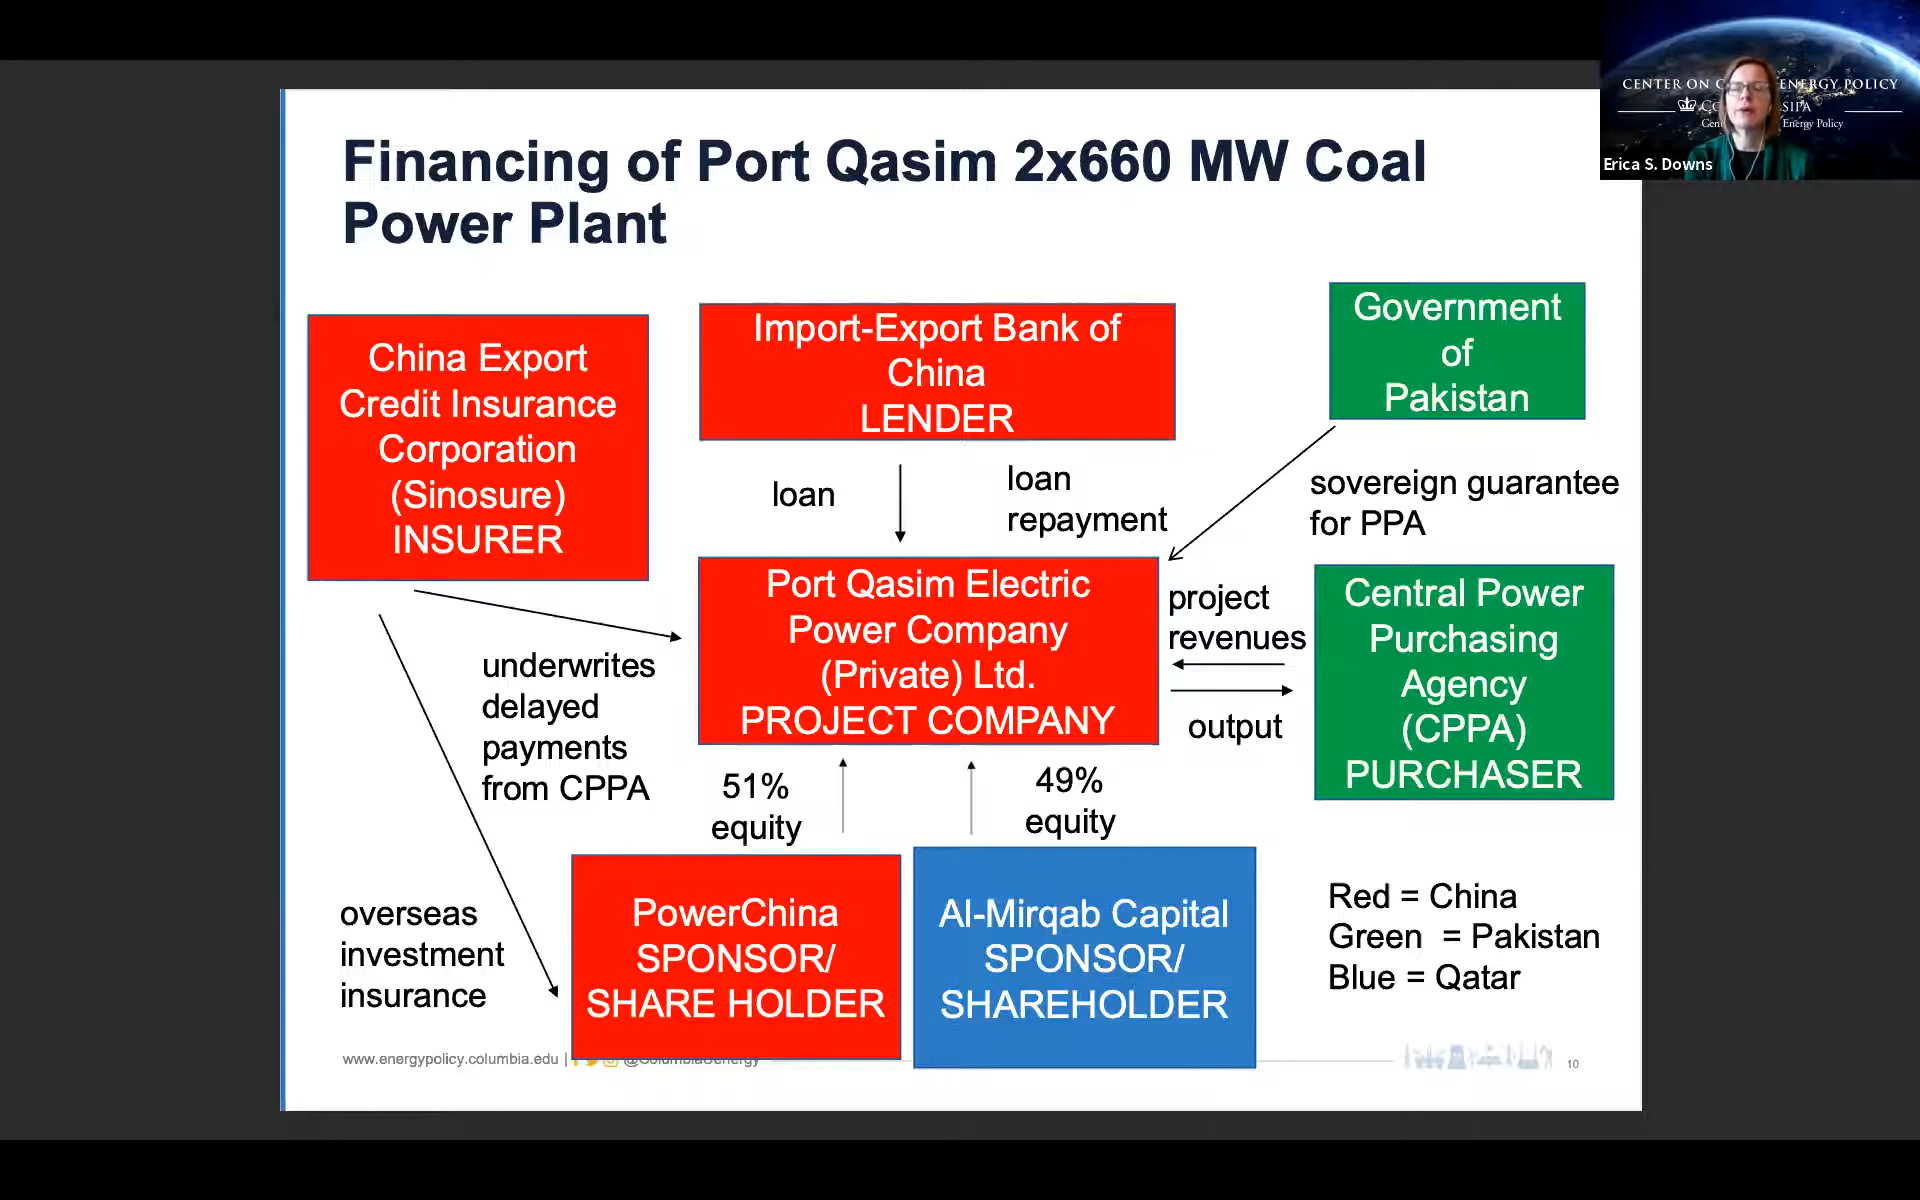 Financing of Port Qasim 2x660 MW Coal
Power Plant
CENTER ON
ENERGY POLICY
SIPA
Energy Policy
Erica S. Downs
China Export
Credit Insurance
Corporation
(Sinosure)
INSURER
Import-Export Bank of
China
LENDER
Government
of
Pakistan
loan
loan
repayment
sovereign guarantee
for PPA
Port Qasim Electric
Power Company
(Private) Ltd.
PROJECT COMPANY
project
revenues
output
Central Power
Purchasing
Agency
(CPPA)
PURCHASER
underwrites
delayed
payments
from CPPA
51%
equity
49%
equity
overseas
investment
insurance
PowerChina
SPONSOR/
SHARE HOLDER
Al-Mirqab Capital
SPONSOR/
SHAREHOLDER
Red = China
Green = Pakistan
Blue = Qatar
www.energypolicy.columbia.edu |
10